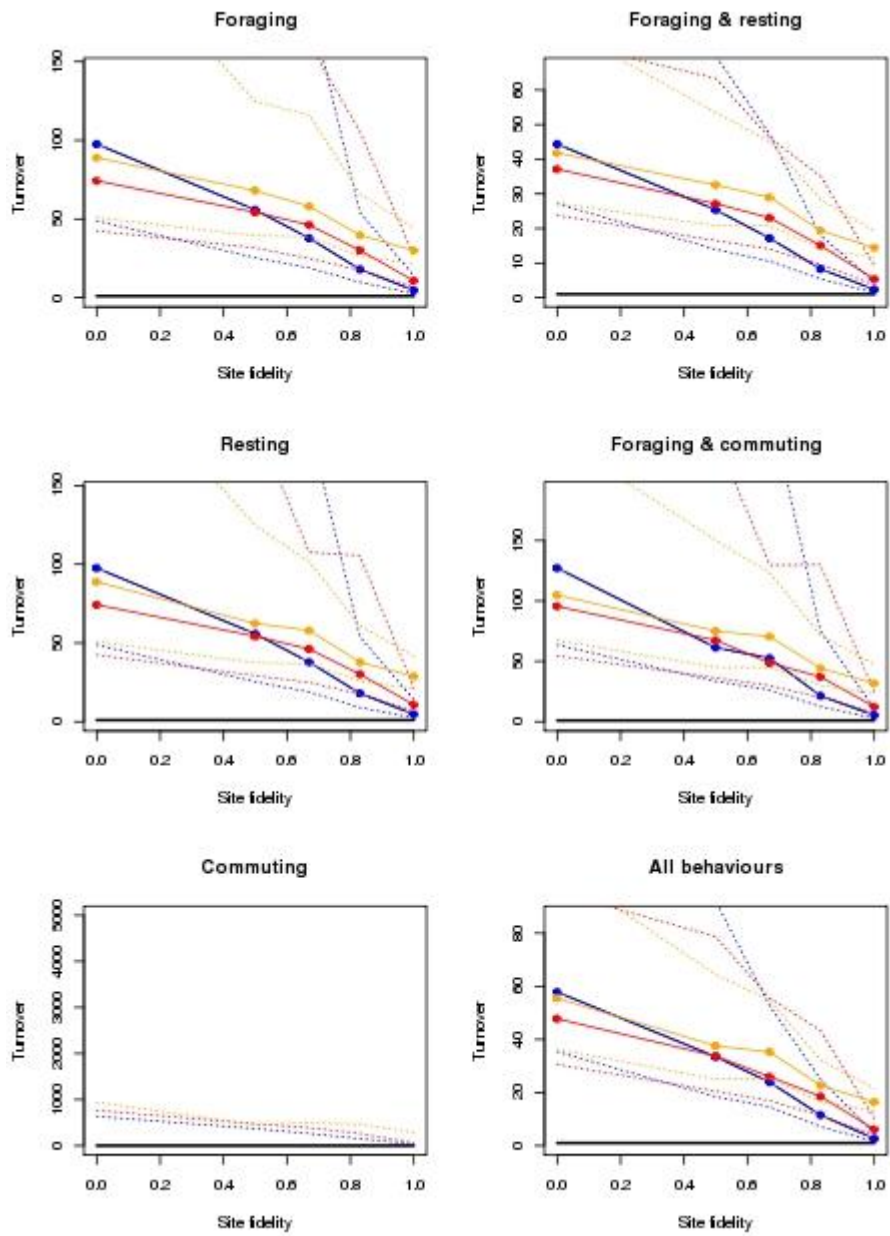 Foraging
Turnover
150
100
50
0
0.0 0.2 0.4 0.6 0.8 1.0
Site fidelity
Foraging & resting
Turnover
60
50
40
30
20
10
0
0.0 0.2 0.4 0.6 0.8 1.0
Site fidelity
Resting
Turnover
150
100
50
0
0.0 0.2 0.4 0.6 0.8 1.0
Site fidelity
Foraging & commuting
Turnover
150
100
50
0
0.0 0.2 0.4 0.6 0.8 1.0
Site fidelity
Commuting
Turnover
5000
4000
3000
2000
1000
0
0.0 0.2 0.4 0.6 0.8 1.0
Site fidelity
All behaviours
Turnover
80
60
40
20
0
0.0 0.2 0.4 0.6 0.8 1.0
Site fidelity